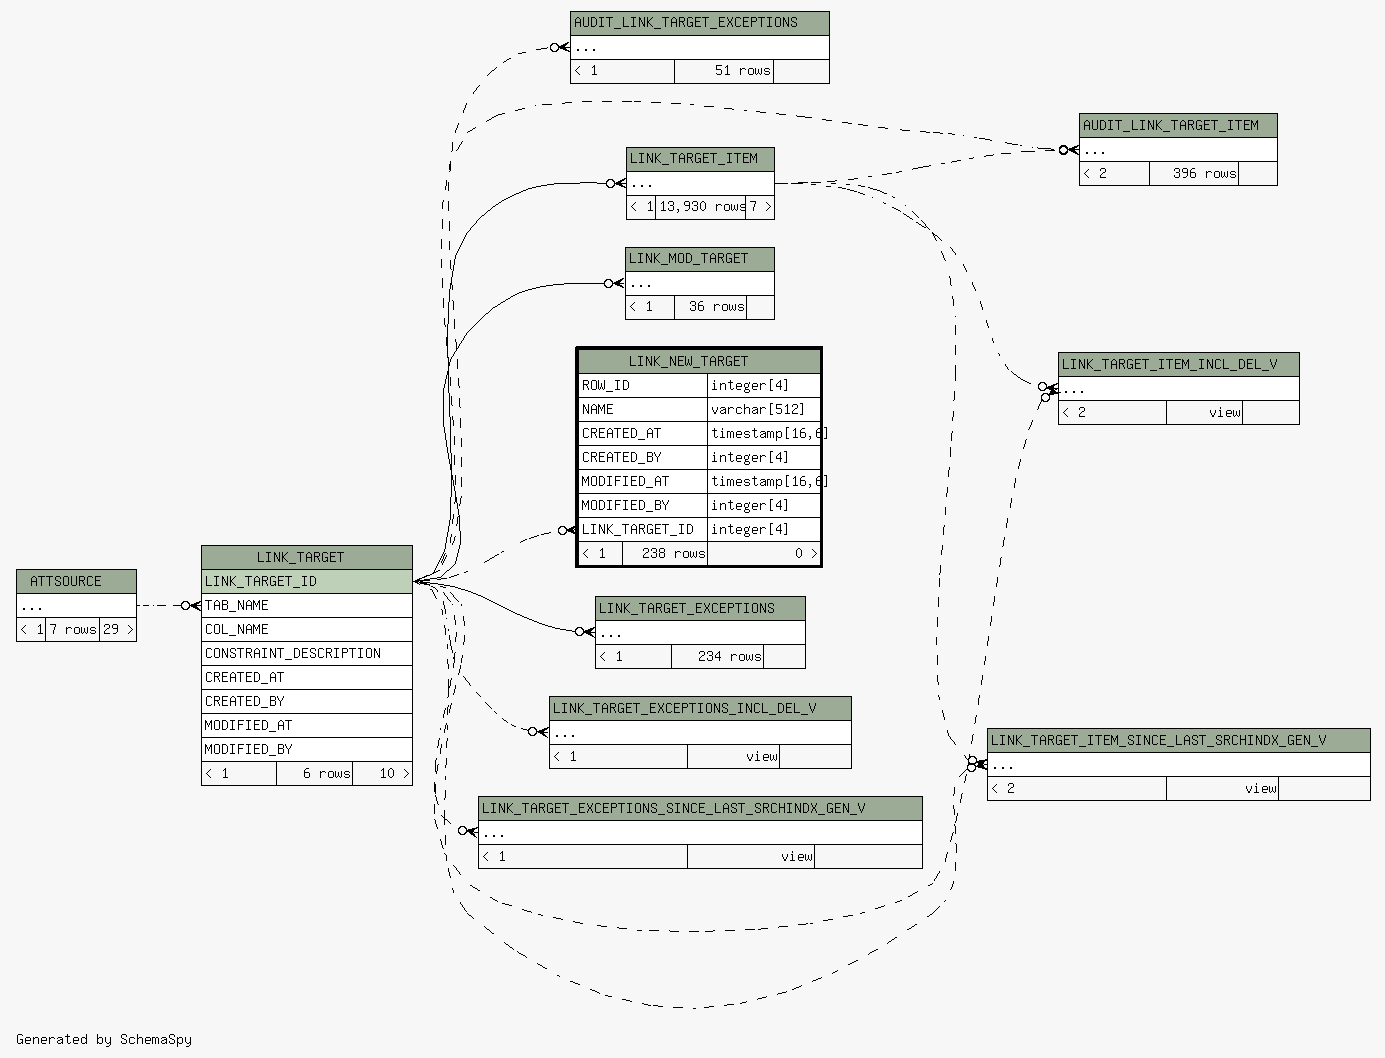 AUDIT_LINK_TARGET_EXCEPTIONS
...
< 1 51 rows
AUDIT_LINK_TARGET_ITEM
...
< 2 396 rows
LINK_TARGET_ITEM
...
< 1 13,930 rows 7 >
LINK_MOD_TARGET
...
< 1 36 rows
LINK_NEW_TARGET
ROW_ID integer[4]
NAME varchar[512]
CREATED_AT timestamp[16,6]
CREATED_BY integer[4]
MODIFIED_AT timestamp[16,6]
MODIFIED_BY integer[4]
LINK_TARGET_ID integer[4]
< 1 238 rows 0 >
LINK_TARGET_ITEM_INCL_DEL_V
...
< 2 view
ATTSOURCE
...
< 1 7 rows 29 >
LINK_TARGET
LINK_TARGET_ID
TAB_NAME
COL_NAME
CONSTRAINT_DESCRIPTION
CREATED_AT
CREATED_BY
MODIFIED_AT
MODIFIED_BY
< 1 6 rows 10 >
LINK_TARGET_EXCEPTIONS
...
< 1 234 rows
LINK_TARGET_EXCEPTIONS_INCL_DEL_V
...
< 1 view
LINK_TARGET_ITEM_SINCE_LAST_SRCHINDX_GEN_V
...
< 2 view
LINK_TARGET_EXCEPTIONS_SINCE_LAST_SRCHINDX_GEN_V
...
< 1 view
Generated by SchemaSpy